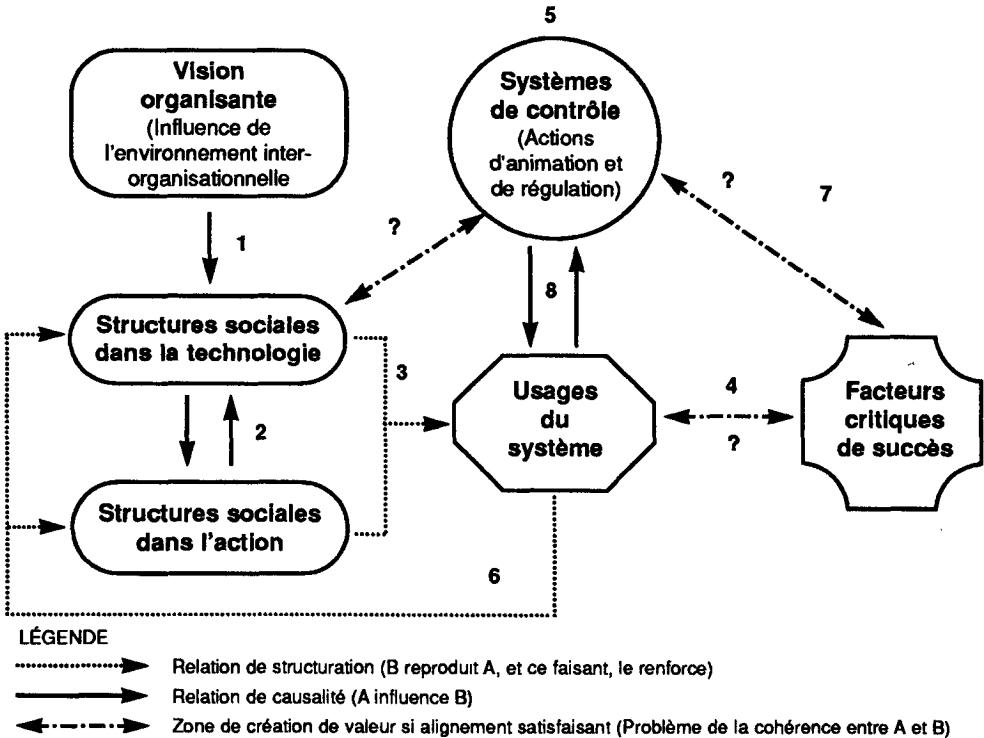 5
Vision
organisante
(Influence de
l'environnement inter-
organisationnelle
Systèmes
de contrôle
(Actions
d'animation et
de régulation)
?
7
?
1
8
Structures sociales
dans la technologie
3
Usages
du
système
4
?
Facteurs
critiques
de succès
2
Structures sociales
dans l'action
6
LÉGENDE
Relation de structuration (B reproduit A, et ce faisant, le renforce)
Relation de causalité (A influence B)
Zone de création de valeur si alignement satisfaisant (Problème de la cohérence entre A et B)